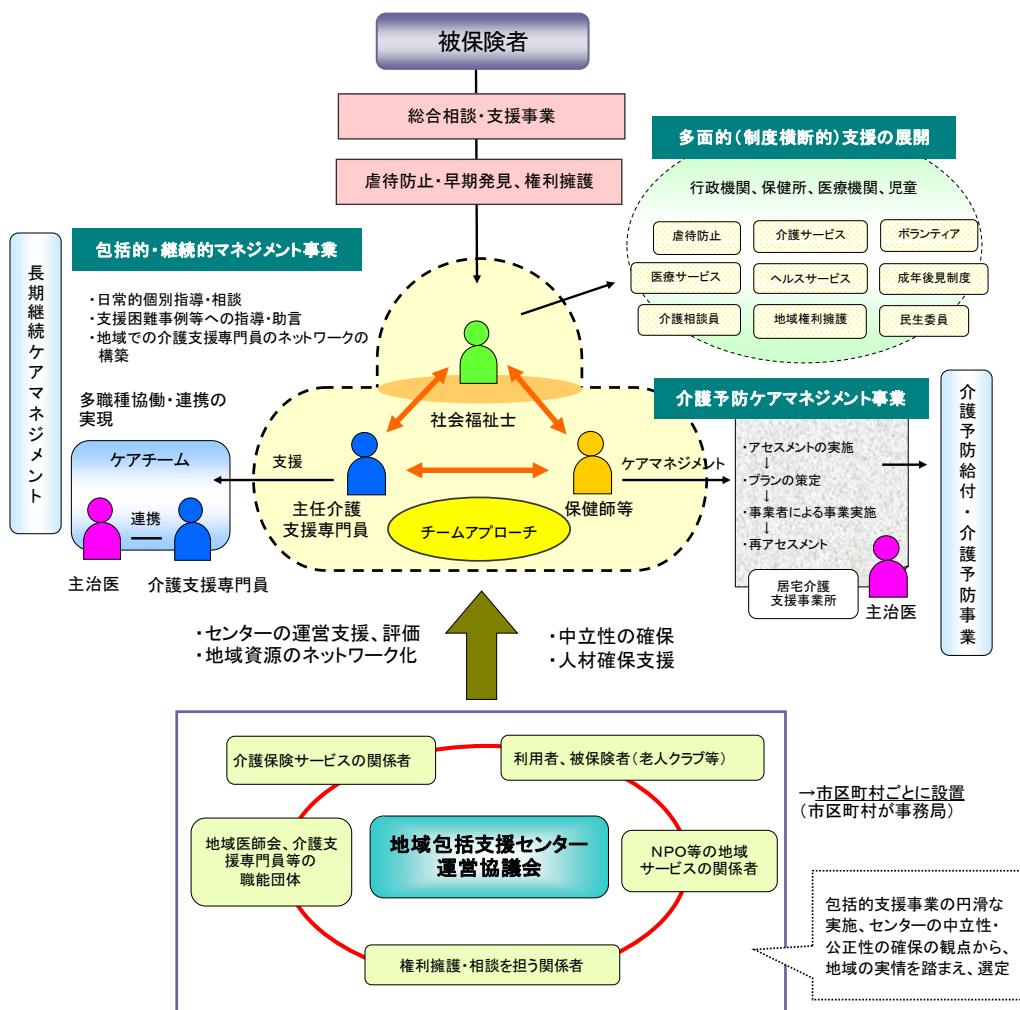 被保険者
総合相談・支援事業
虐待防止・早期発見、権利擁護
多面的(制度横断的)支援の展開
行政機関、保健所、医療機関、児童
虐待防止
介護サービス
ボランティア
医療サービス
ヘルスサービス
成年後見制度
介護相談員
地域権利擁護
民生委員
長期継続ケアマネジメント
包括的・継続的マネジメント事業
・日常的個別指導・相談
・支援困難事例等への指導・助言
・地域での介護支援専門員のネットワークの
構築
多職種協働・連携の
実現
ケアチーム
連携
主治医
介護支援専門員
支援
社会福祉士
主任介護
支援専門員
保健師等
チームアプローチ
ケアマネジメント
介護予防ケアマネジメント事業
・アセスメントの実施
↓
・プランの策定
↓
・事業者による事業実施
↓
・再アセスメント
居宅介護
支援事業所
主治医
介護予防給付・介護予防事業
・センターの運営支援、評価
・地域資源のネットワーク化
・中立性の確保
・人材確保支援
介護保険サービスの関係者
利用者、被保険者(老人クラブ等)
地域医師会、介護支
援専門員等の
職能団体
地域包括支援センター
運営協議会
NPO等の地域
サービスの関係者
権利擁護・相談を担う関係者
→市区町村ごとに設置
(市区町村が事務局)
包括的支援事業の円滑な
実施、センターの中立性・
公正性の確保の観点から、
地域の実情を踏まえ、選定